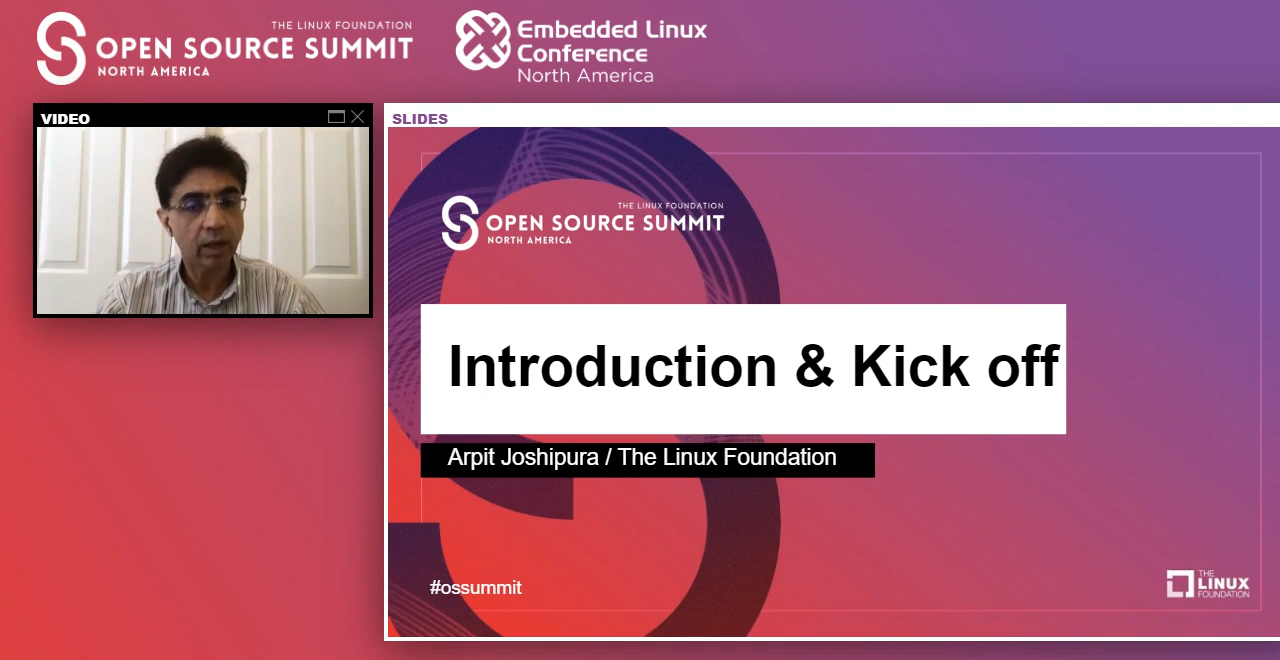 THE LINUX FOUNDATION
OPEN SOURCE SUMMIT
NORTH AMERICA
Embedded Linux
Conference
North America
VIDEO
SLIDES
THE LINUX FOUNDATION
OPEN SOURCE SUMMIT
NORTH AMERICA
Introduction & Kick off
Arpit Joshipura / The Linux Foundation
#ossummit
THE
LINUX
FOUNDATION